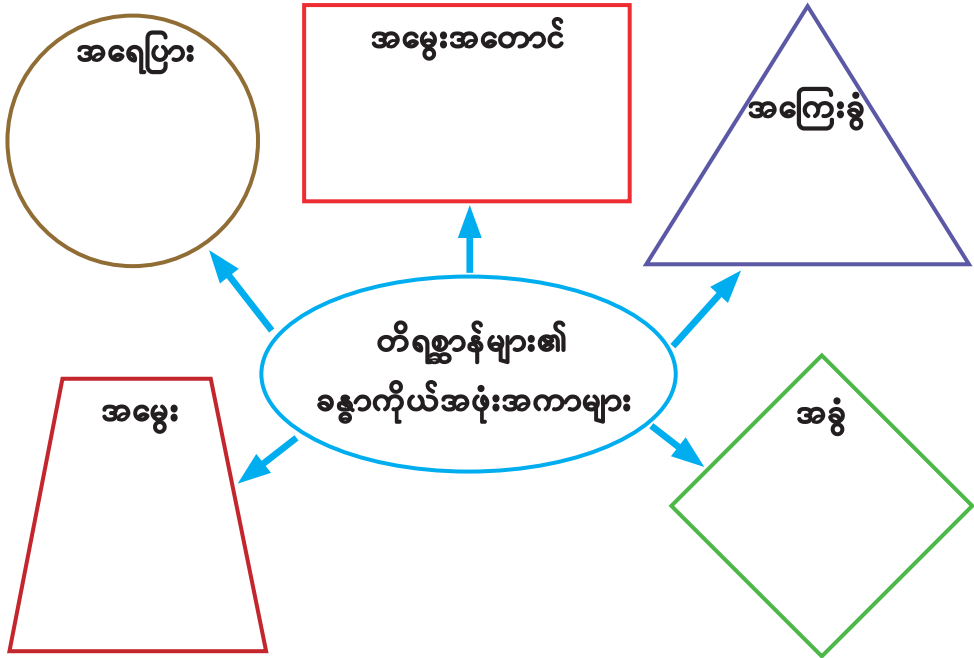 အရေပြား
အမွေးအတောင်
အကြေးခွံ
တိရစ္ဆာန်များ၏
ခန္ဓာကိုယ်အဖုံးအကာများ
အမွေး
အခွံ